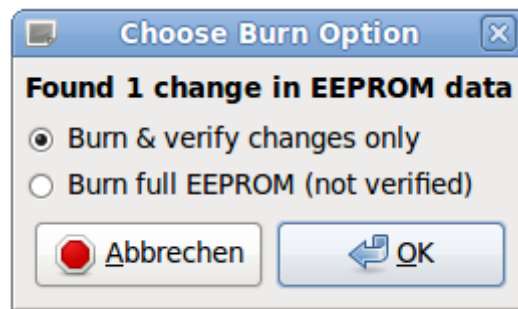 Choose Burn Option
Found 1 change in EEPROM data
Burn & verify changes only
Burn full EEPROM (not verified)
Abbrechen OK